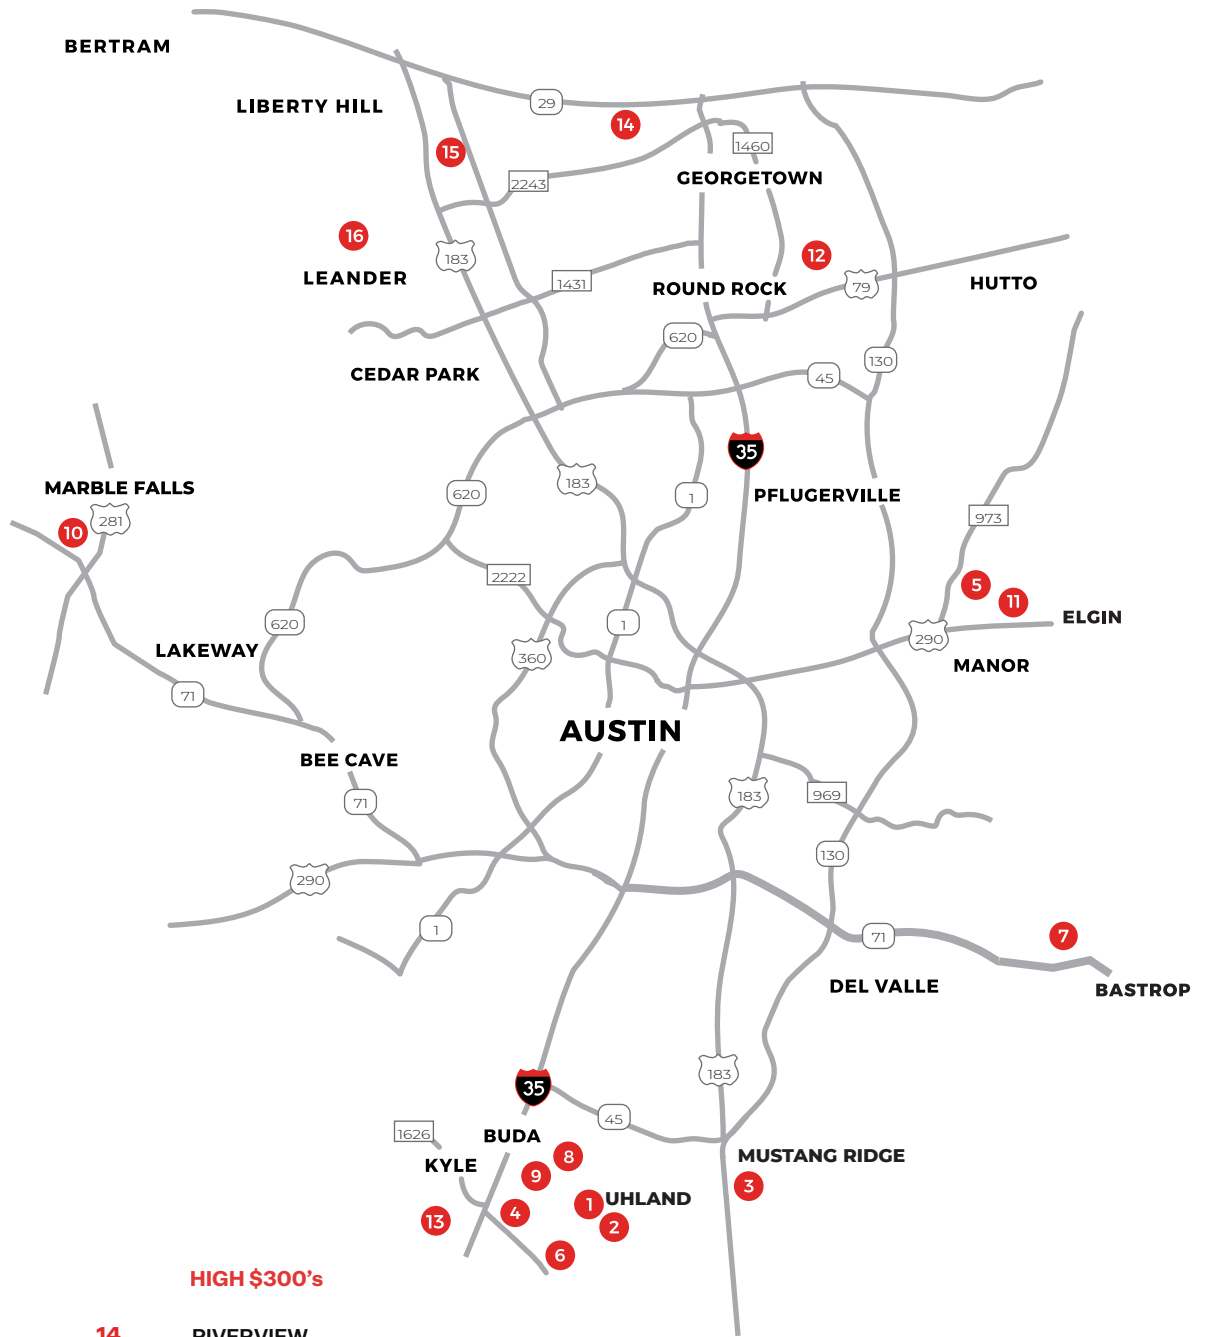 BERTRAM
LIBERTY HILL
29
14
15
1460
2243
GEORGETOWN
16
183
12
LEANDER
1431
ROUND ROCK
79
HUTTO
620
130
CEDAR PARK
45
35
183
MARBLE FALLS
620
1
PFLUGERVILLE
10
281
973
2222
5
11
620
1
ELGIN
LAKEWAY
360
290
MANOR
71
AUSTIN
BEE CAVE
71
183
969
130
290
1
71
7
DEL VALLE
BASTROP
183
35
45
1626
BUDA
KYLE
8
MUSTANG RIDGE
9
3
1
UHLAND
4
2
13
6
HIGH $300's
14 RIVERVIEW